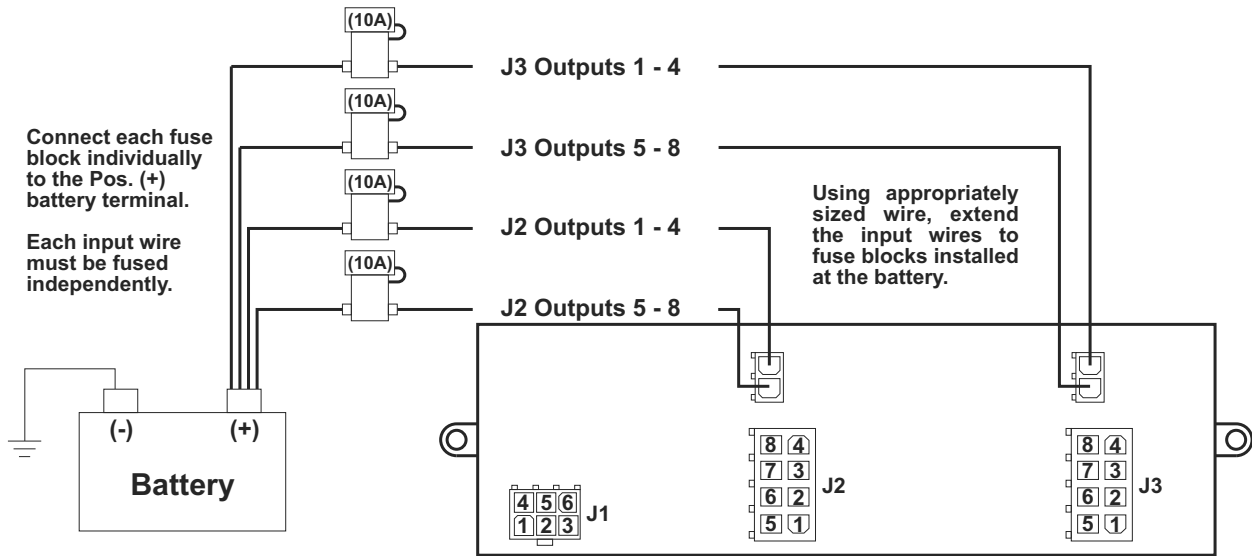 (10A)
J3 Outputs 1 - 4
(10A)
J3 Outputs 5 - 8
(10A)
J2 Outputs 1 - 4
(10A)
J2 Outputs 5 - 8
Connect each fuse
block individually
to the Pos. (+)
battery terminal.
Each input wire
must be fused
independently.
Using appropriately
sized wire, extend
the input wires to
fuse blocks installed
at the battery.
(-) (+)
Battery
4 5 6
1 2 3
J1
8 4
7 3
6 2
5 1
J2
8 4
7 3
6 2
5 1
J3